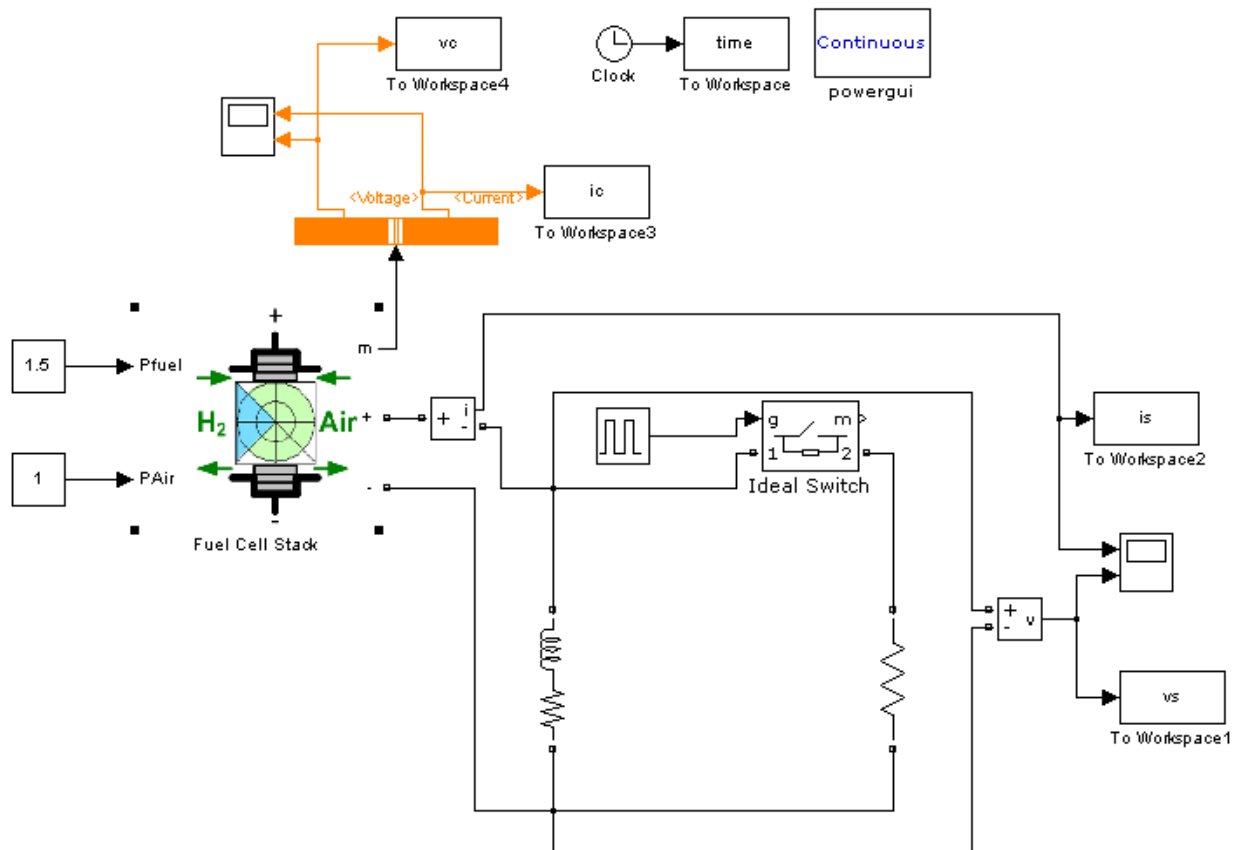 vc
To Workspace4
Clock
time
To Workspace
Continuous
powergui
<Voltage>
<Current>
ic
To Workspace3
+
m
1.5
Pfuel
H2
Air
+
-
1
PAir
-
Fuel Cell Stack
+
i
-
g
m
1
2
Ideal Switch
is
To Workspace2
+
-
v
vs
To Workspace1